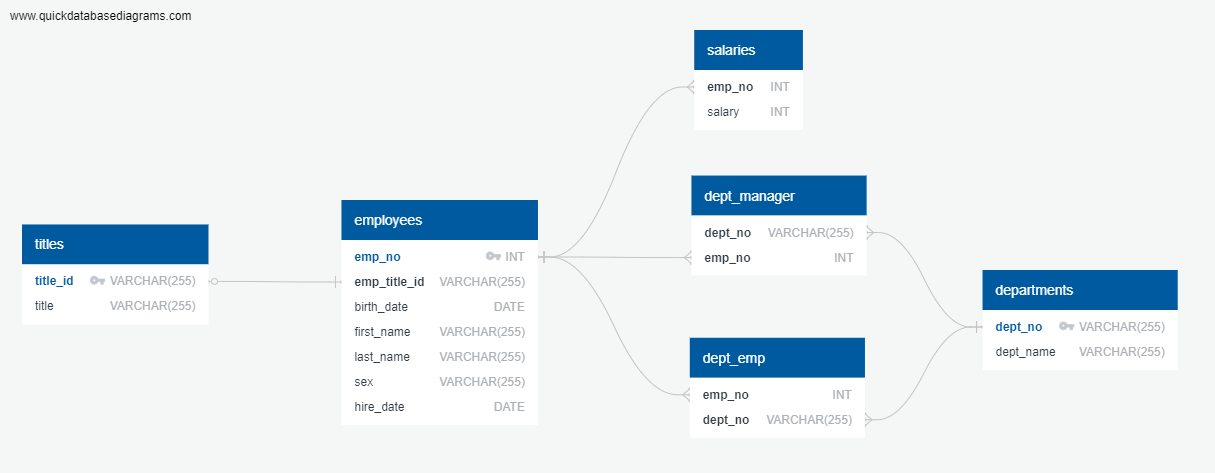 www.quickdatabasediagrams.com
titles
title_id VARCHAR(255)
title VARCHAR(255)
employees
emp_no INT
emp_title_id VARCHAR(255)
birth_date DATE
first_name VARCHAR(255)
last_name VARCHAR(255)
sex VARCHAR(255)
hire_date DATE
salaries
emp_no INT
salary INT
dept_manager
dept_no VARCHAR(255)
emp_no INT
dept_emp
emp_no INT
dept_no VARCHAR(255)
departments
dept_no VARCHAR(255)
dept_name VARCHAR(255)